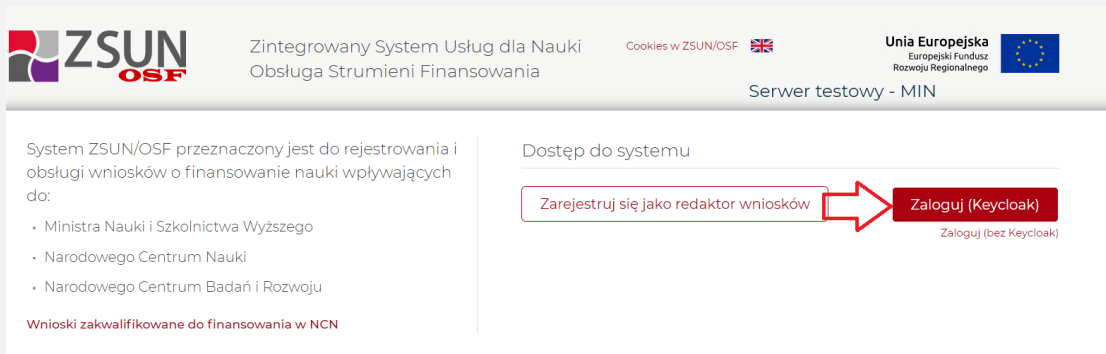 ZSUN
OSF
Zintegrowany System Usług dla Nauki
Obsługa Strumieni Finansowania
Cookies w ZSUN/OSF
Unia Europejska
Europejski Fundusz
Rozwoju Regionalnego
Serwer testowy - MIN
System ZSUN/OSF przeznaczony jest do rejestrowania i
obsługi wniosków o finansowanie nauki wpływających
do:
• Ministra Nauki i Szkolnictwa Wyższego
• Narodowego Centrum Nauki
• Narodowego Centrum Badań i Rozwoju
Wnioski zakwalifikowane do finansowania w NCN
Dostęp do systemu
Zarejestruj się jako redaktor wniosków
Zaloguj (Keycloak)
Zaloguj (bez Keycloak)